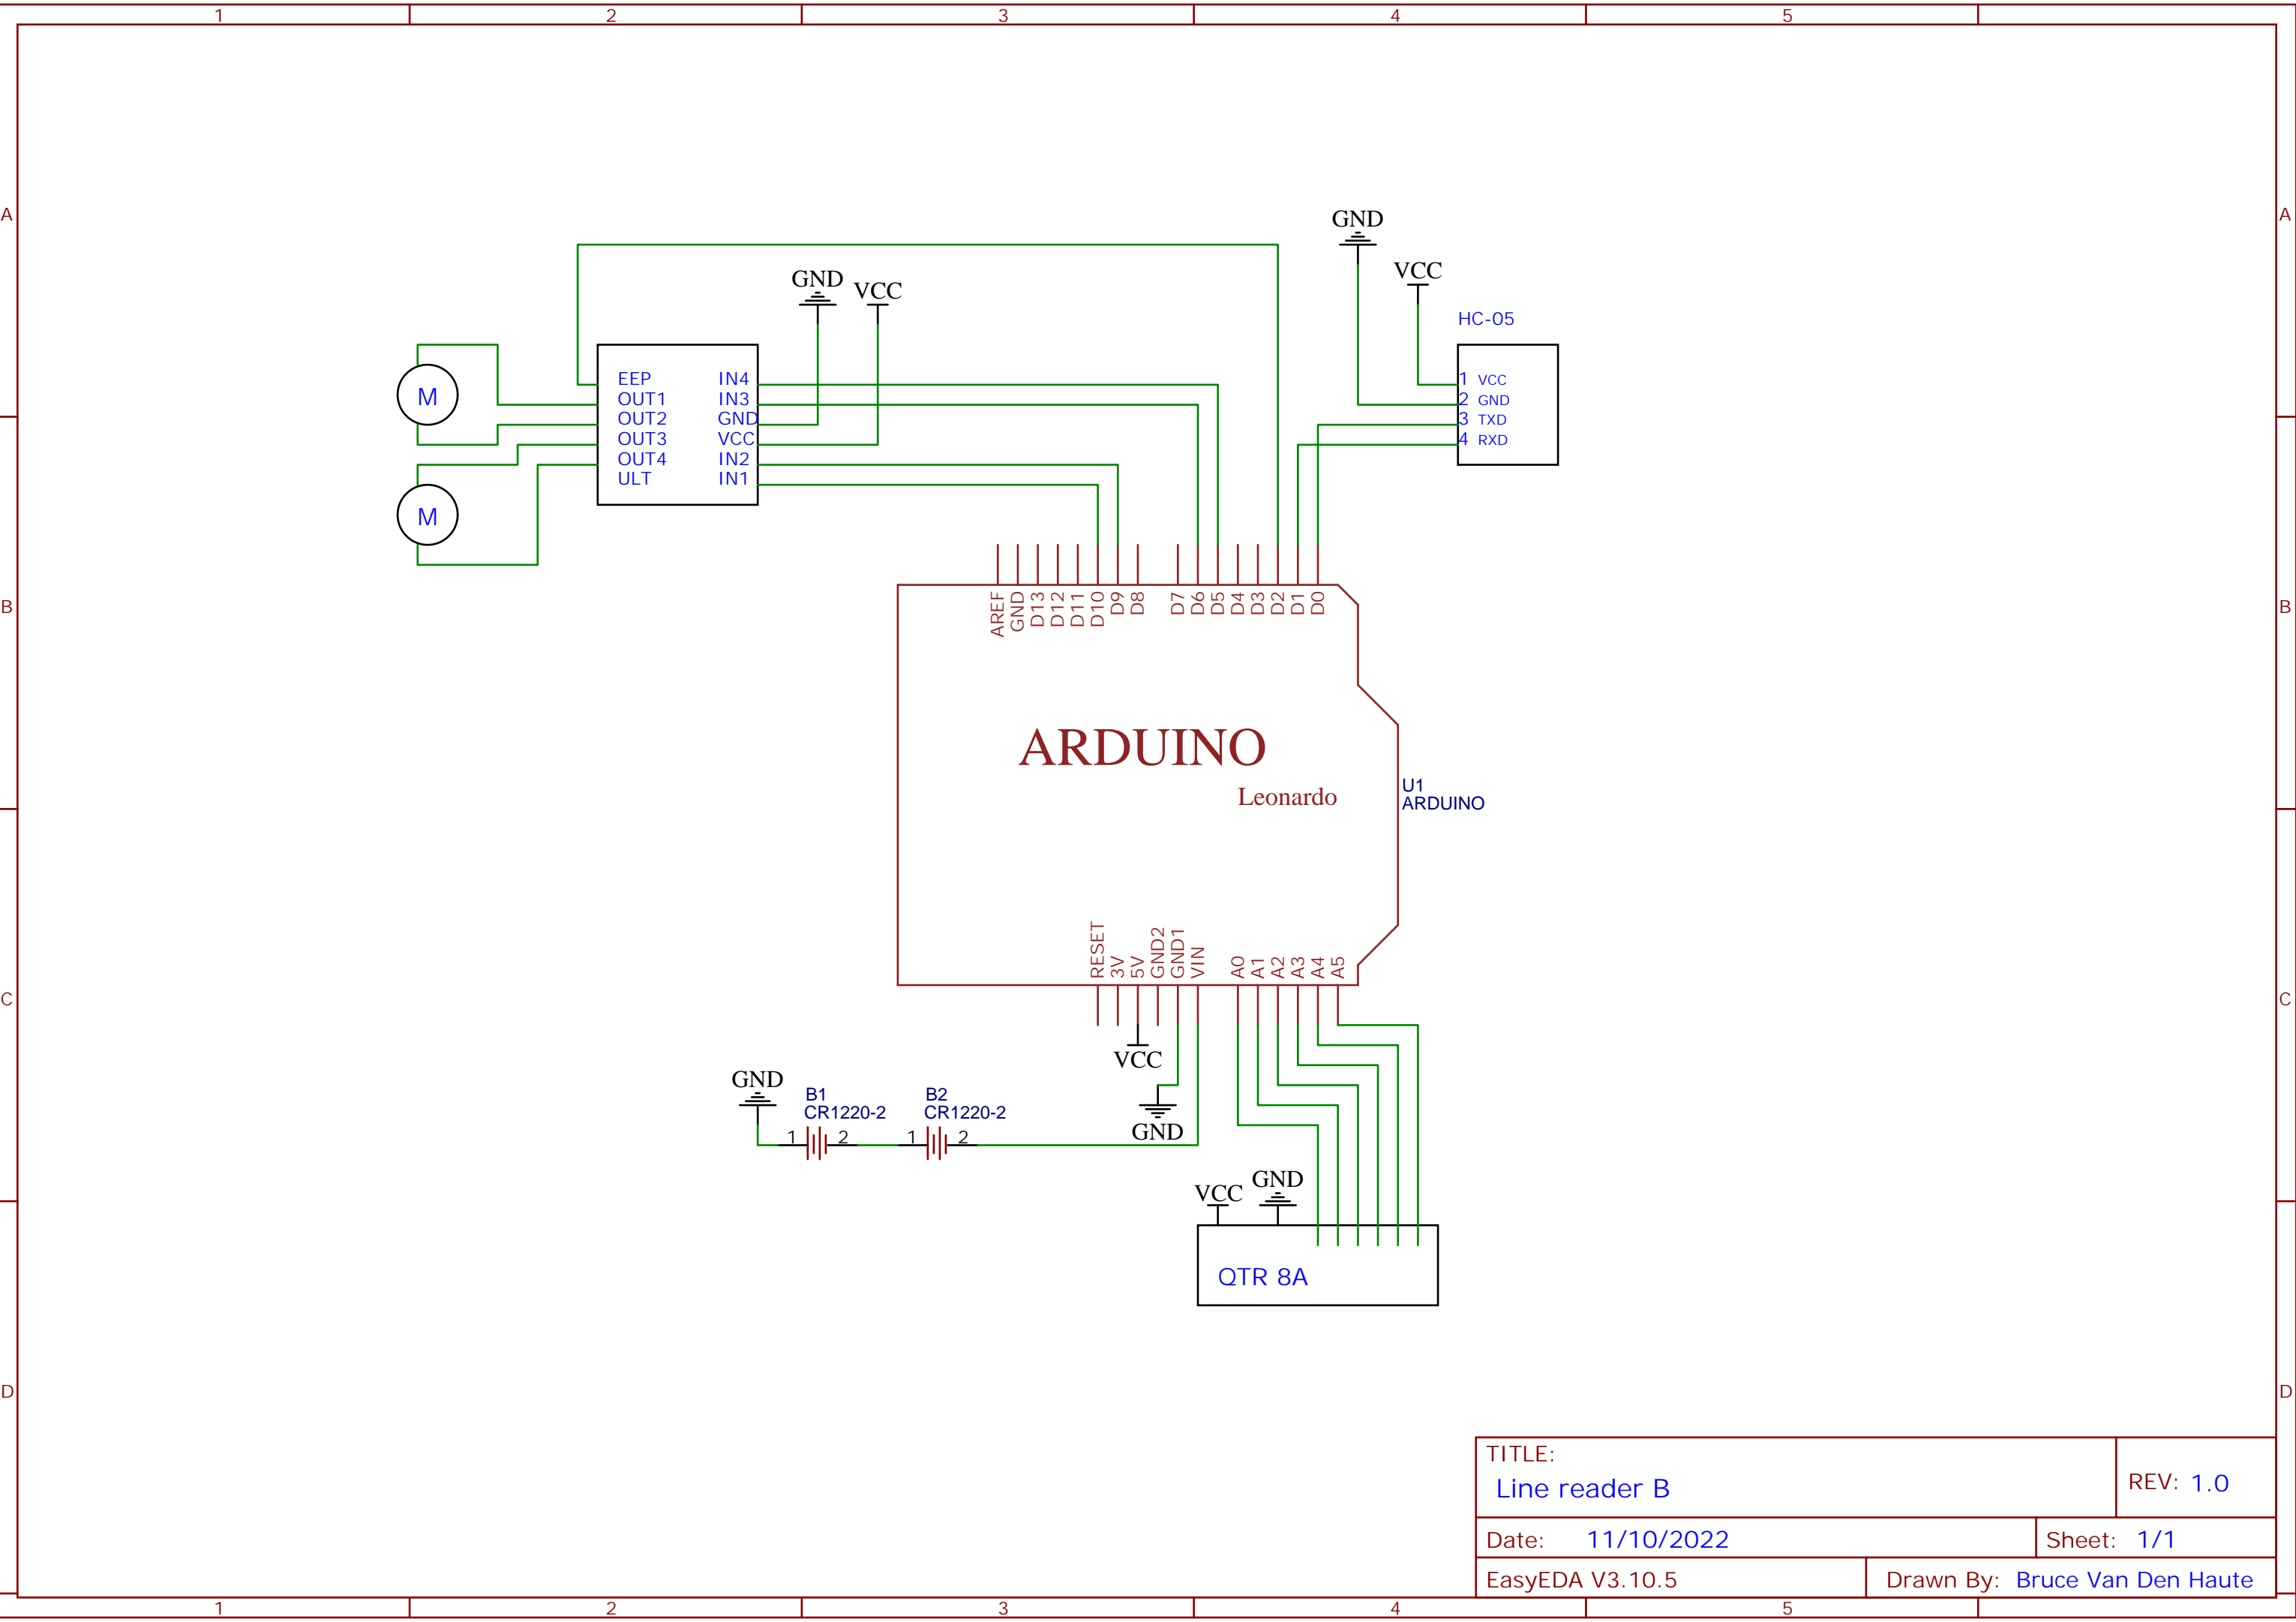 1 2 3 4 5
A A
GND
VCC
GND VCC
HC-05
EEP IN4
OUT1 IN3
OUT2 GND
OUT3 VCC
OUT4 IN2
ULT IN1
M
M
1 VCC
2 GND
3 TXD
4 RXD
B B
AREF GND D13 D12 D11 D10 D9 D8 D7 D6 D5 D4 D3 D2 D1 D0
ARDUINO
Leonardo
U1
ARDUINO
RESET 3V 5V GND2 GND1 VIN A0 A1 A2 A3 A4 A5
C C
VCC
GND
B1 B2
CR1220-2 CR1220-2
1 2 1 2
GND
VCC GND
QTR 8A
D D
TITLE:
Line reader B
REV: 1.0
Date: 11/10/2022 Sheet: 1/1
EasyEDA V3.10.5 Drawn By: Bruce Van Den Haute
1 2 3 4 5